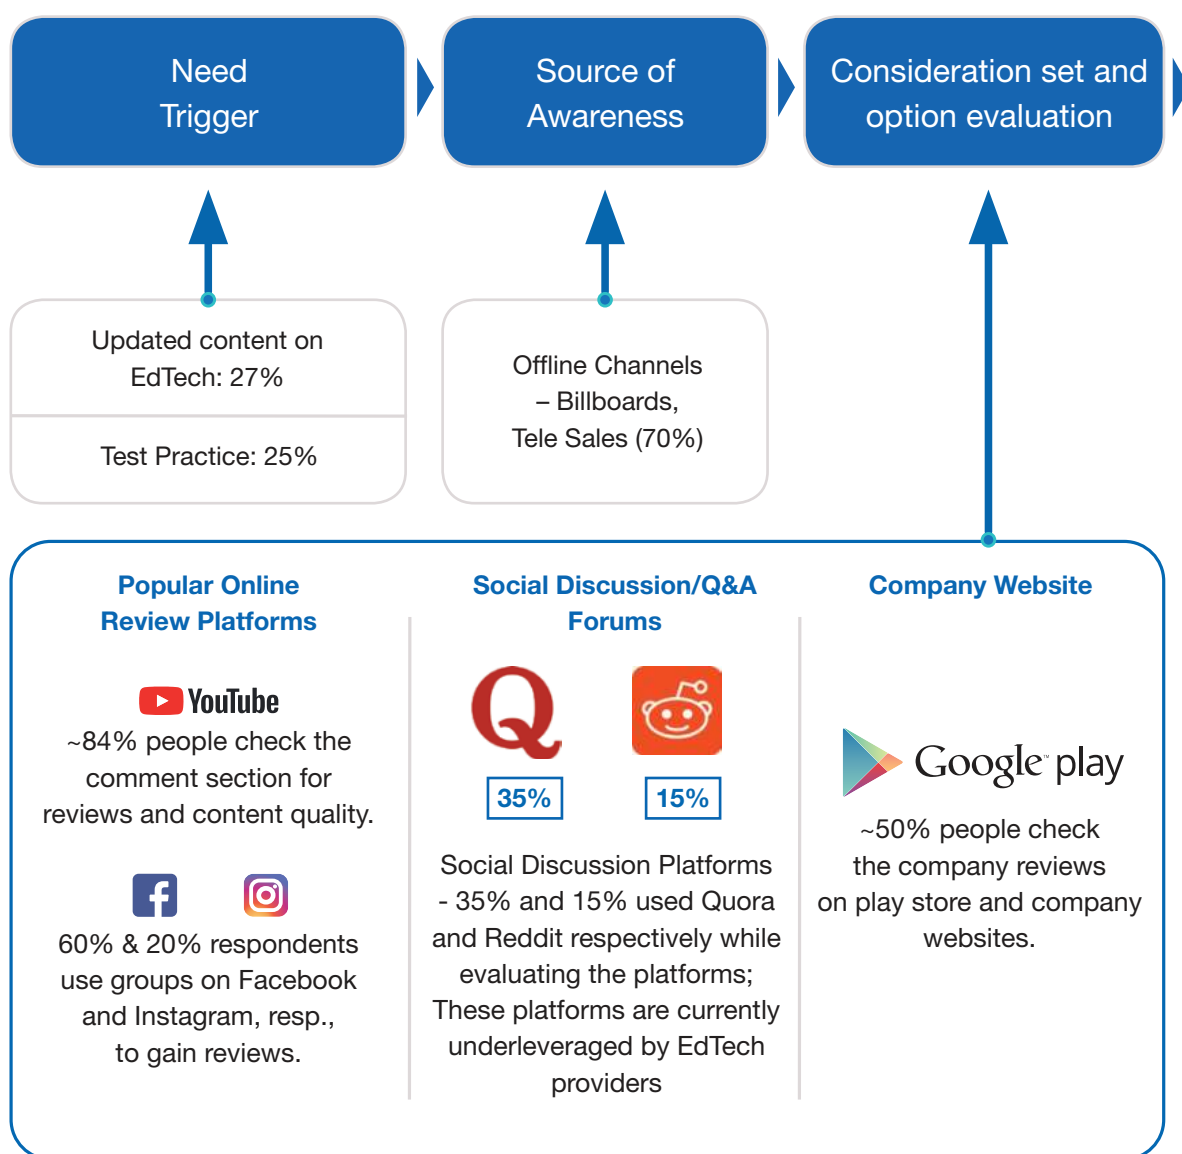 Need
Trigger
Source of
Awareness
Consideration set and
option evaluation
Updated content on
EdTech: 27%
Test Practice: 25%
Offline Channels
– Billboards,
Tele Sales (70%)
Popular Online
Review Platforms
YouTube
~84% people check the
comment section for
reviews and content quality.
60% & 20% respondents
use groups on Facebook
and Instagram, resp.,
to gain reviews.
Social Discussion/Q&A
Forums
Q
35%
15%
Social Discussion Platforms
- 35% and 15% used Quora
and Reddit respectively while
evaluating the platforms;
These platforms are currently
underleveraged by EdTech
providers
Company Website
Google™ play
~50% people check
the company reviews
on play store and company
websites.